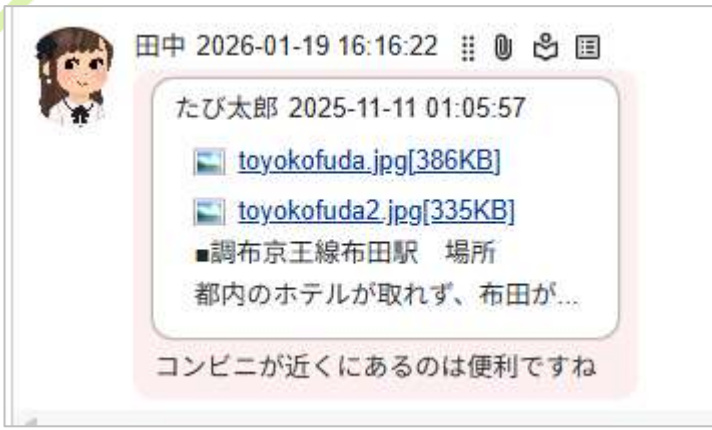 田中 2026-01-19 16:16:22
たび太郎 2025-11-11 01:05:57
toyokofuda.jpg[386KB]
toyokofuda2.jpg[335KB]
■調布京王線布田駅　場所
都内のホテルが取れず、布田が...
コンビニが近くにあるのは便利ですね